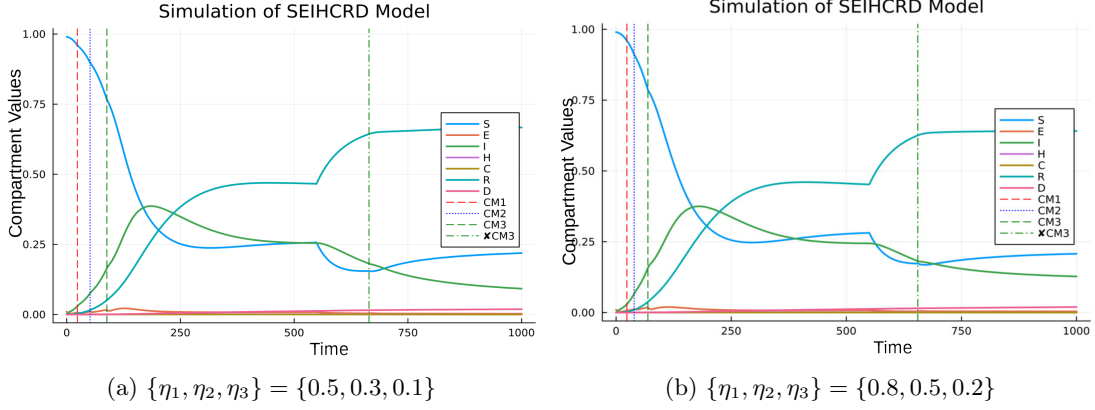 Simulation of SEIHCRD Model
Compartment Values
1.00
0.75
0.50
0.25
0.00
0
250
500
750
1000
Time
S
E
I
H
C
R
D
CM1
CM2
CM3
✘CM3
(a) {η₁, η₂, η₃} = {0.5, 0.3, 0.1}
Simulation of SEIHCRD Model
Compartment Values
1.00
0.75
0.50
0.25
0.00
0
250
500
750
1000
Time
S
E
I
H
C
R
D
CM1
CM2
CM3
✘CM3
(b) {η₁, η₂, η₃} = {0.8, 0.5, 0.2}